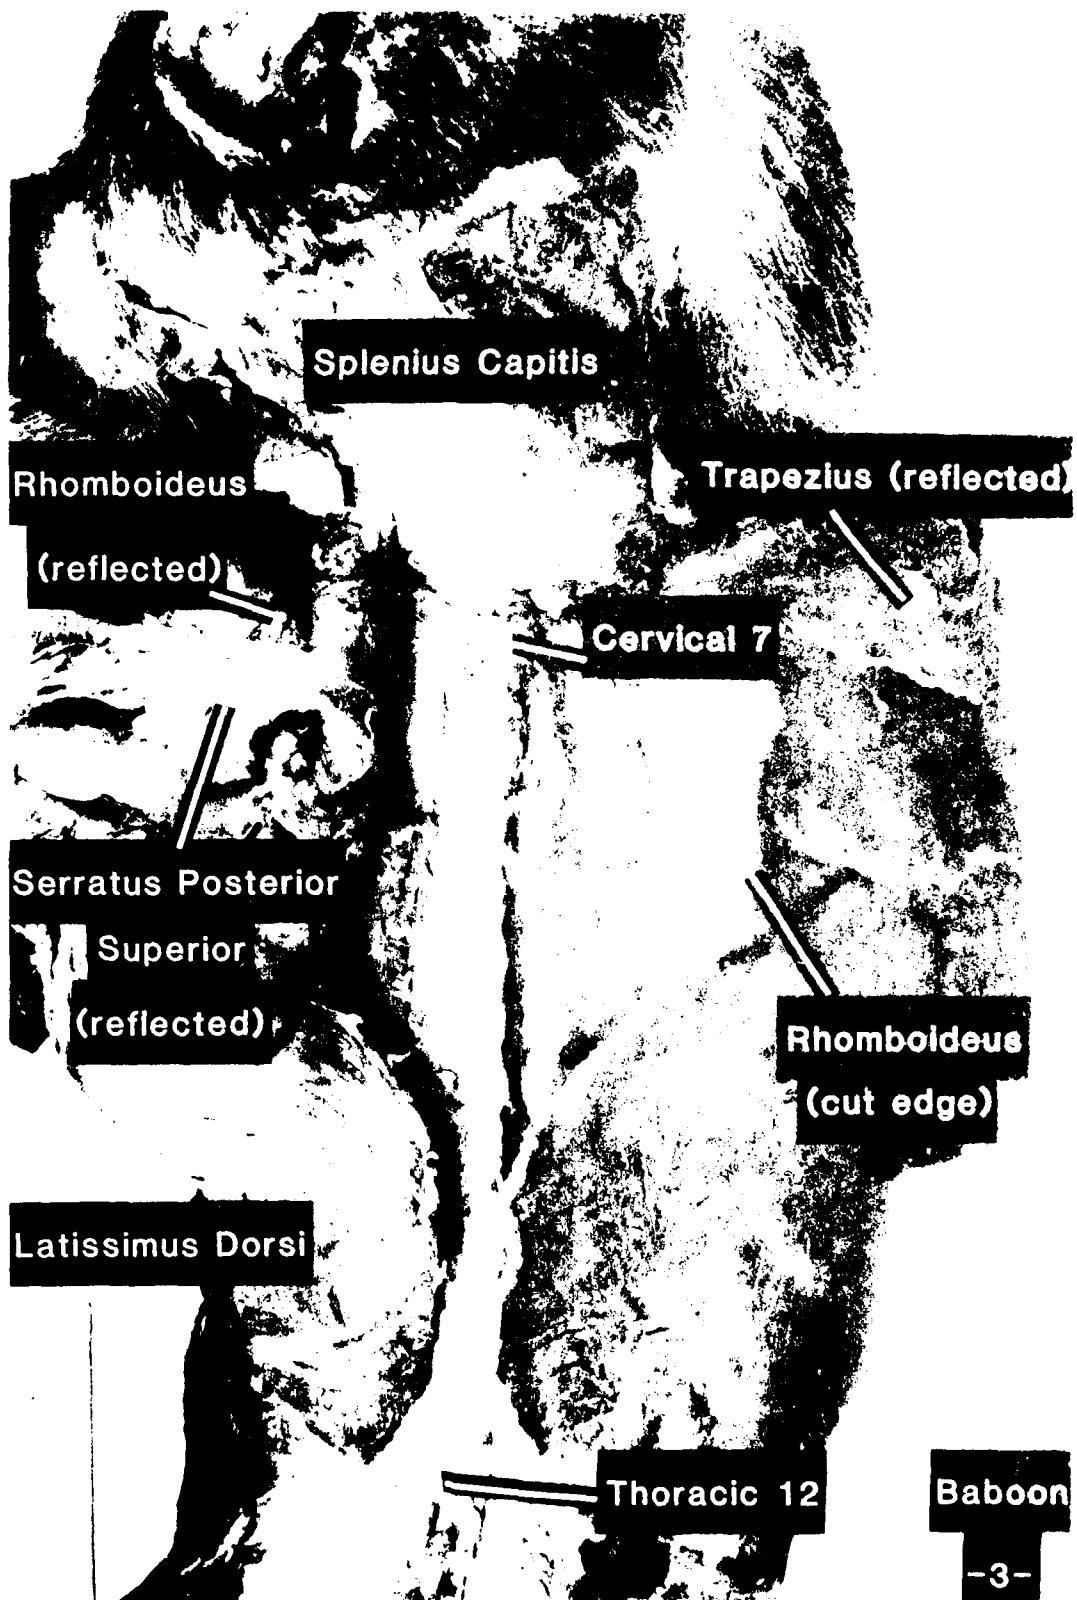 Splenius Capitis
Rhomboideus
(reflected)
Trapezius (reflected)
Cervical 7
Serratus Posterior
Superior
(reflected)
Rhomboideus
(cut edge)
Latissimus Dorsi
Thoracic 12
Baboon
-3-